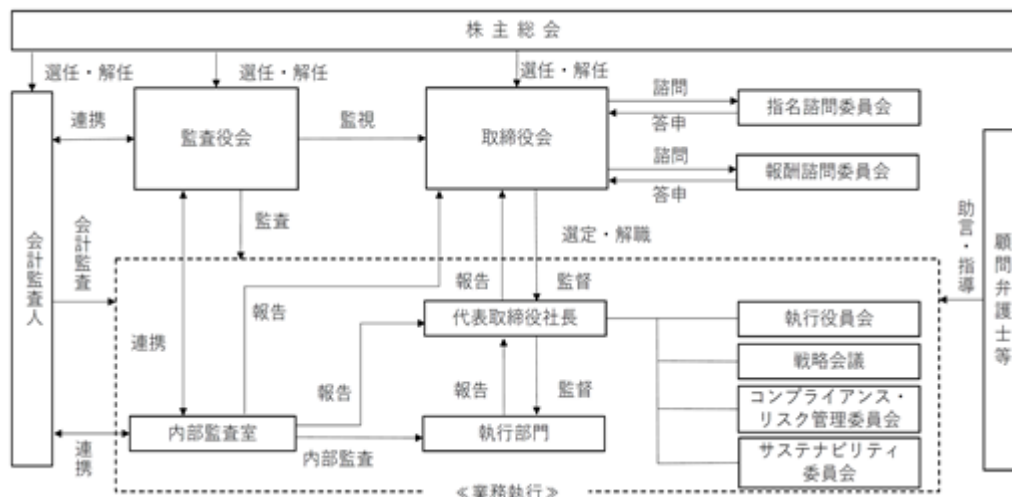 株主総会
選任・解任
選任・解任
選任・解任
連携
監査役会
監視
取締役会
諮問
答申
指名諮問委員会
諮問
答申
報酬諮問委員会
会計監査人
会計監査
監査
選定・解職
助言・指導
顧問弁護士等
連携
報告
報告
監督
代表取締役社長
執行役員会
戦略会議
報告
報告
監督
コンプライアンス・
リスク管理委員会
連携
内部監査室
内部監査
執行部門
サステナビリティ
委員会
≪業務執行≫